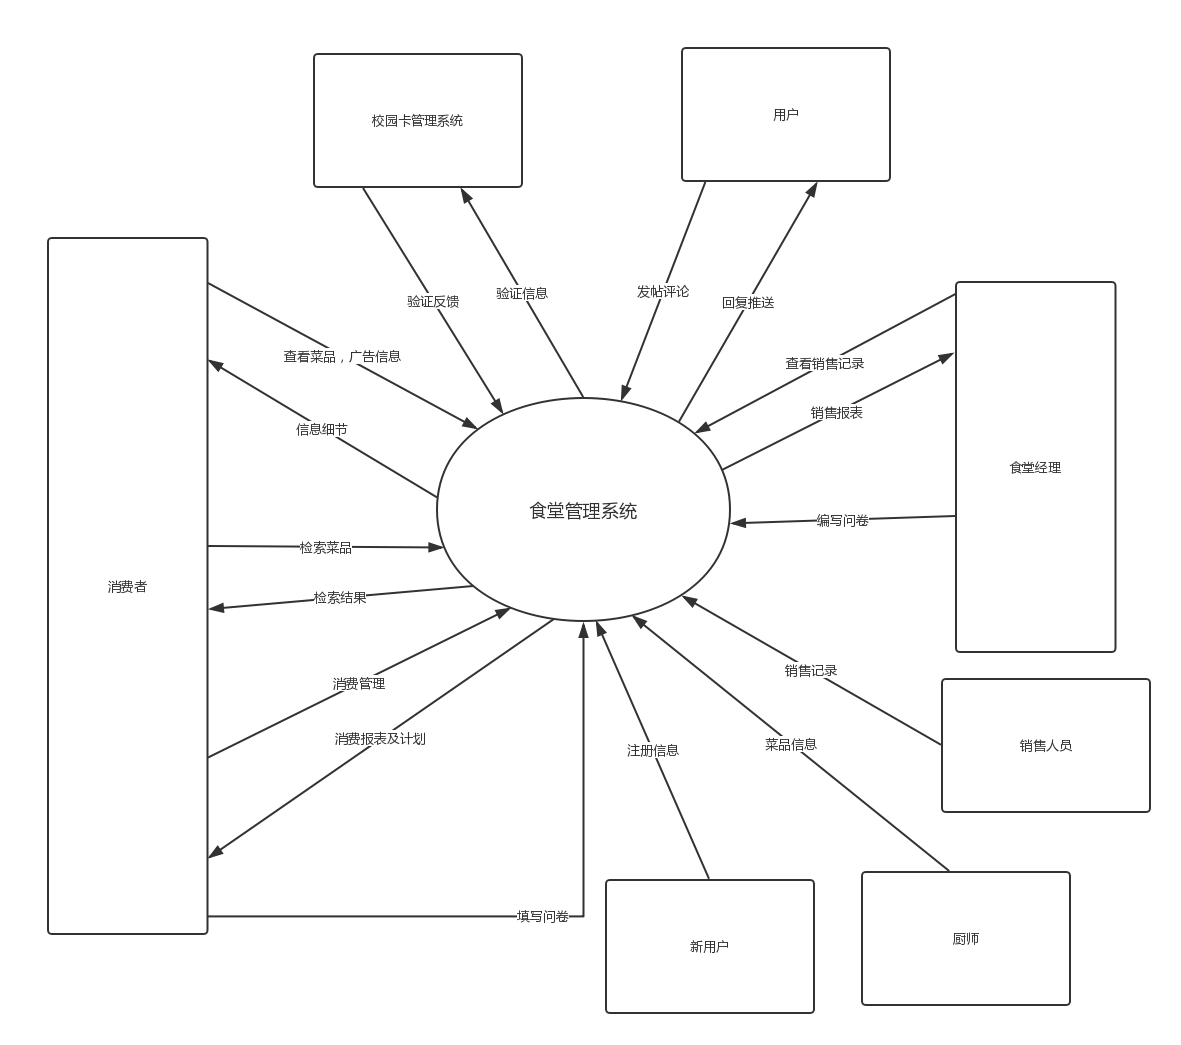 校园卡管理系统
用户
验证反馈
验证信息
发帖评论
回复推送
查看菜品，广告信息
查看销售记录
销售报表
信息细节
食堂经理
食堂管理系统
编写问卷
检索菜品
消费者
检索结果
消费管理
销售记录
消费报表及计划
注册信息
菜品信息
销售人员
填写问卷
新用户
厨师